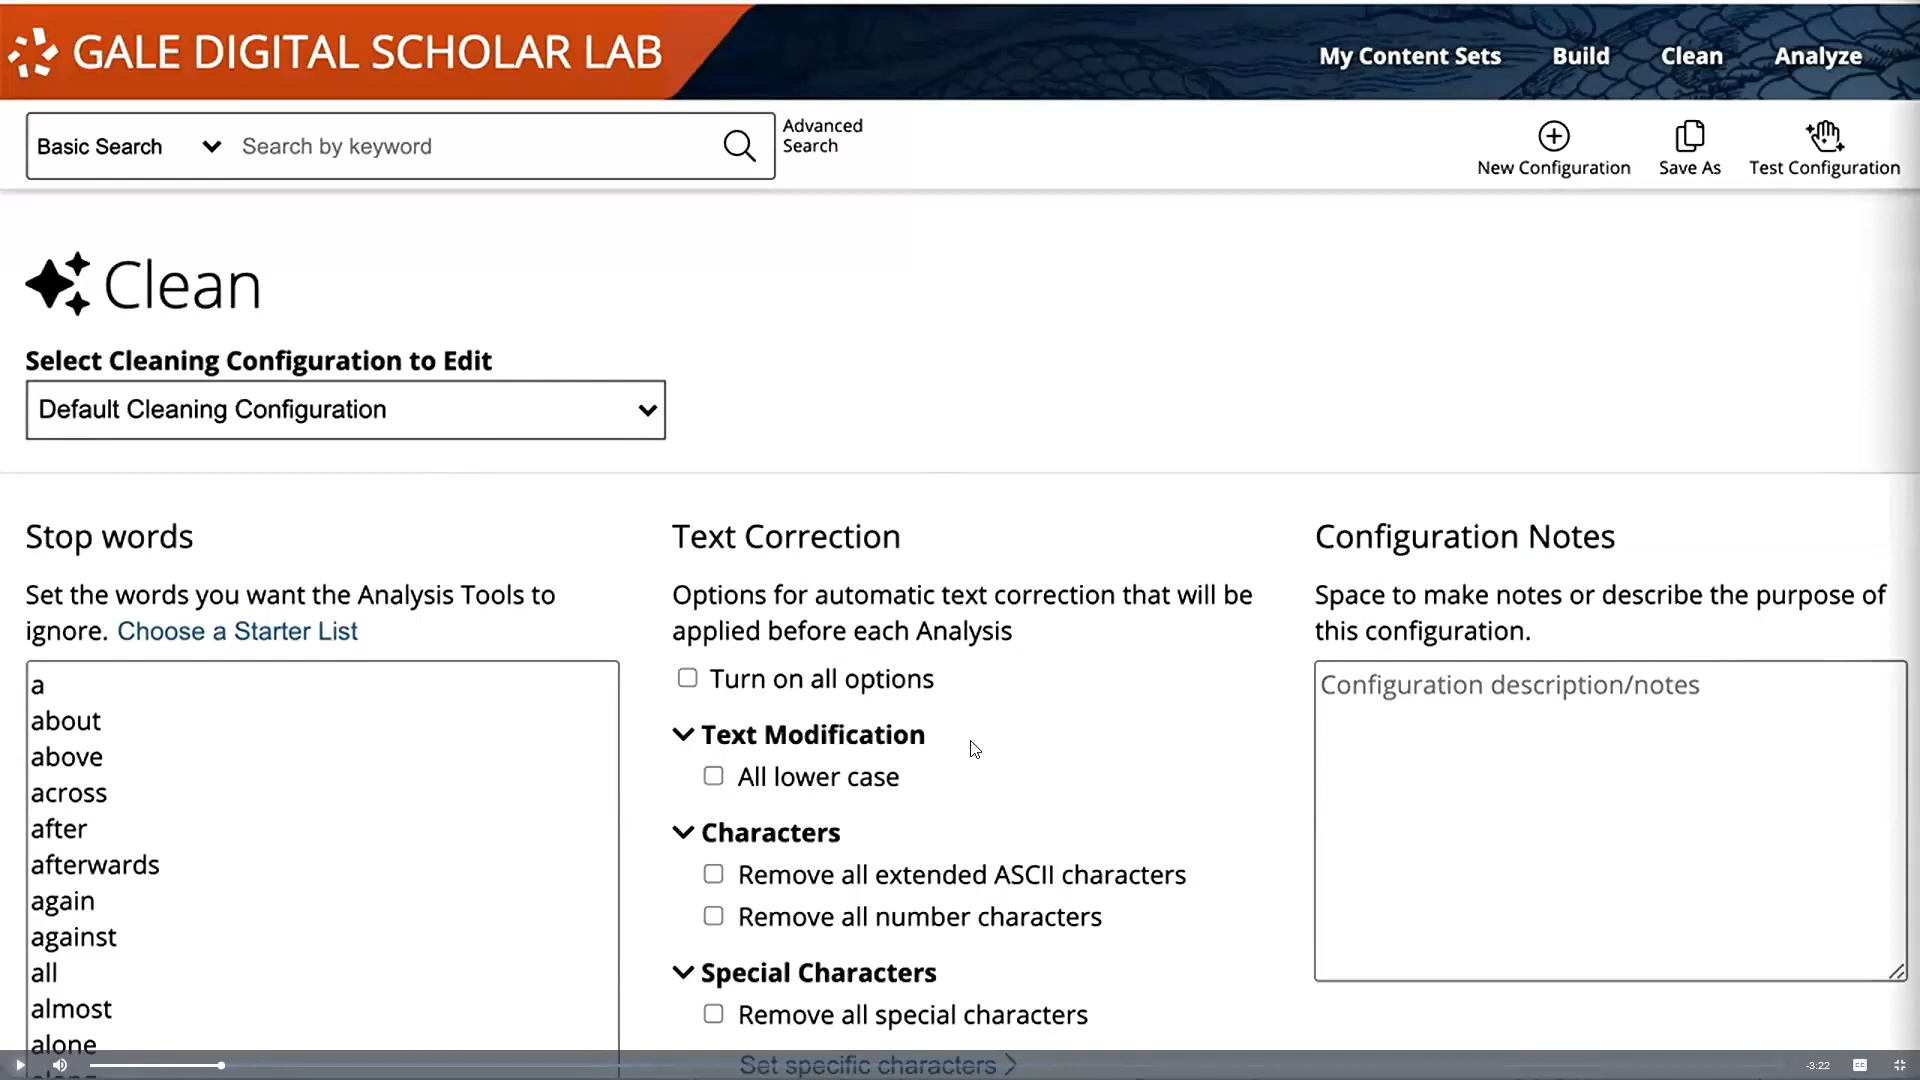 GALE DIGITAL SCHOLAR LAB
My Content Sets
Build
Clean
Analyze
Basic Search
Search by keyword
Advanced
Search
New Configuration
Save As
Test Configuration
Clean
Select Cleaning Configuration to Edit
Default Cleaning Configuration
Stop words
Set the words you want the Analysis Tools to
ignore. Choose a Starter List
a
about
above
across
after
afterwards
again
against
all
almost
alone
Text Correction
Options for automatic text correction that will be
applied before each Analysis
Turn on all options
Text Modification
All lower case
Characters
Remove all extended ASCII characters
Remove all number characters
Special Characters
Remove all special characters
Set specific characters
Configuration Notes
Space to make notes or describe the purpose of
this configuration.
Configuration description/notes
-3:22